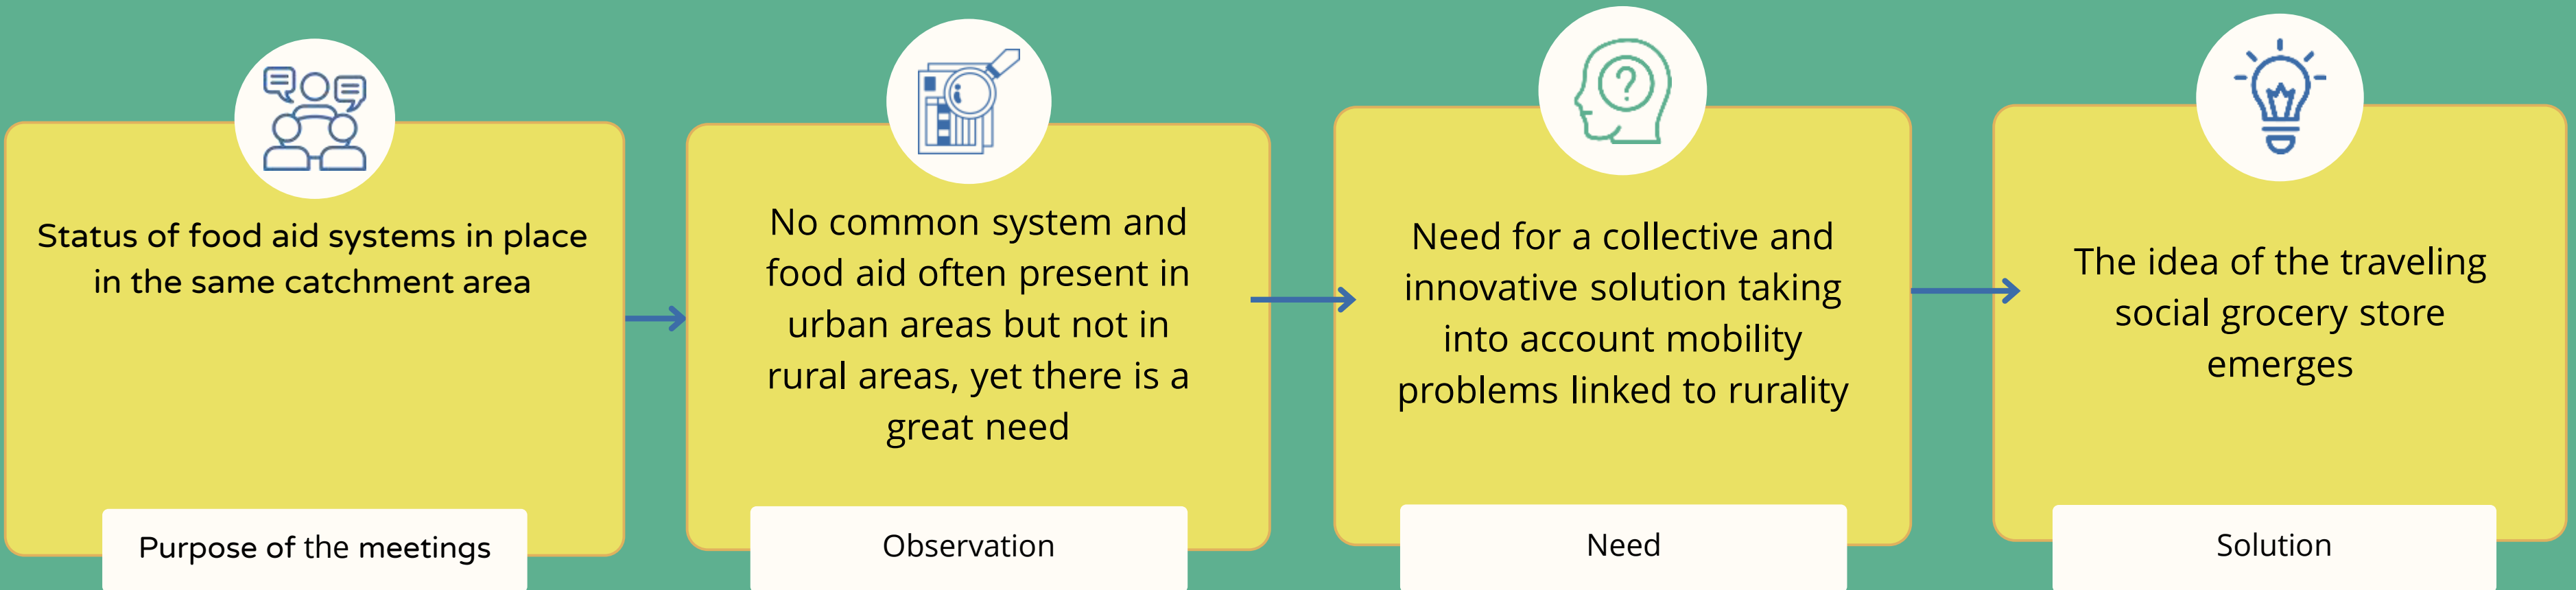 Status of food aid systems in place
in the same catchment area
Purpose of the meetings
No common system and
food aid often present in
urban areas but not in
rural areas, yet there is a
great need
Observation
Need for a collective and
innovative solution taking
into account mobility
problems linked to rurality
Need
The idea of the traveling
social grocery store
emerges
Solution